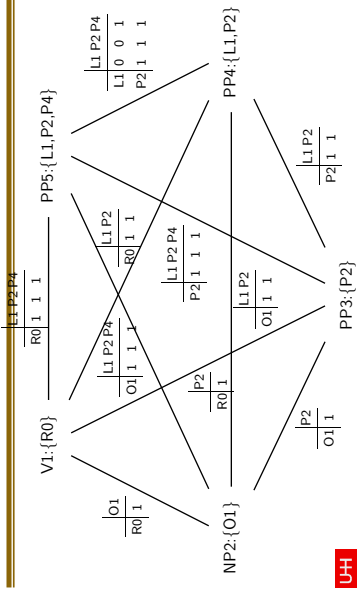 L1 P2 P4
R0 1 1 1
V1:{R0}
PP5:{L1,P2,P4}
L1 P2 P4
L1 0 0 1
P2 1 1 1
O1
R0 1
L1 P2 P4
O1 1 1 1
L1 P2
R0 1 1
L1 P2 P4
P2 1 1 1
P2
R0 1
L1 P2
O1 1 1
NP2:{O1}
PP4:{L1,P2}
P2
O1 1
L1 P2
P2 1 1
PP3:{P2}
UH